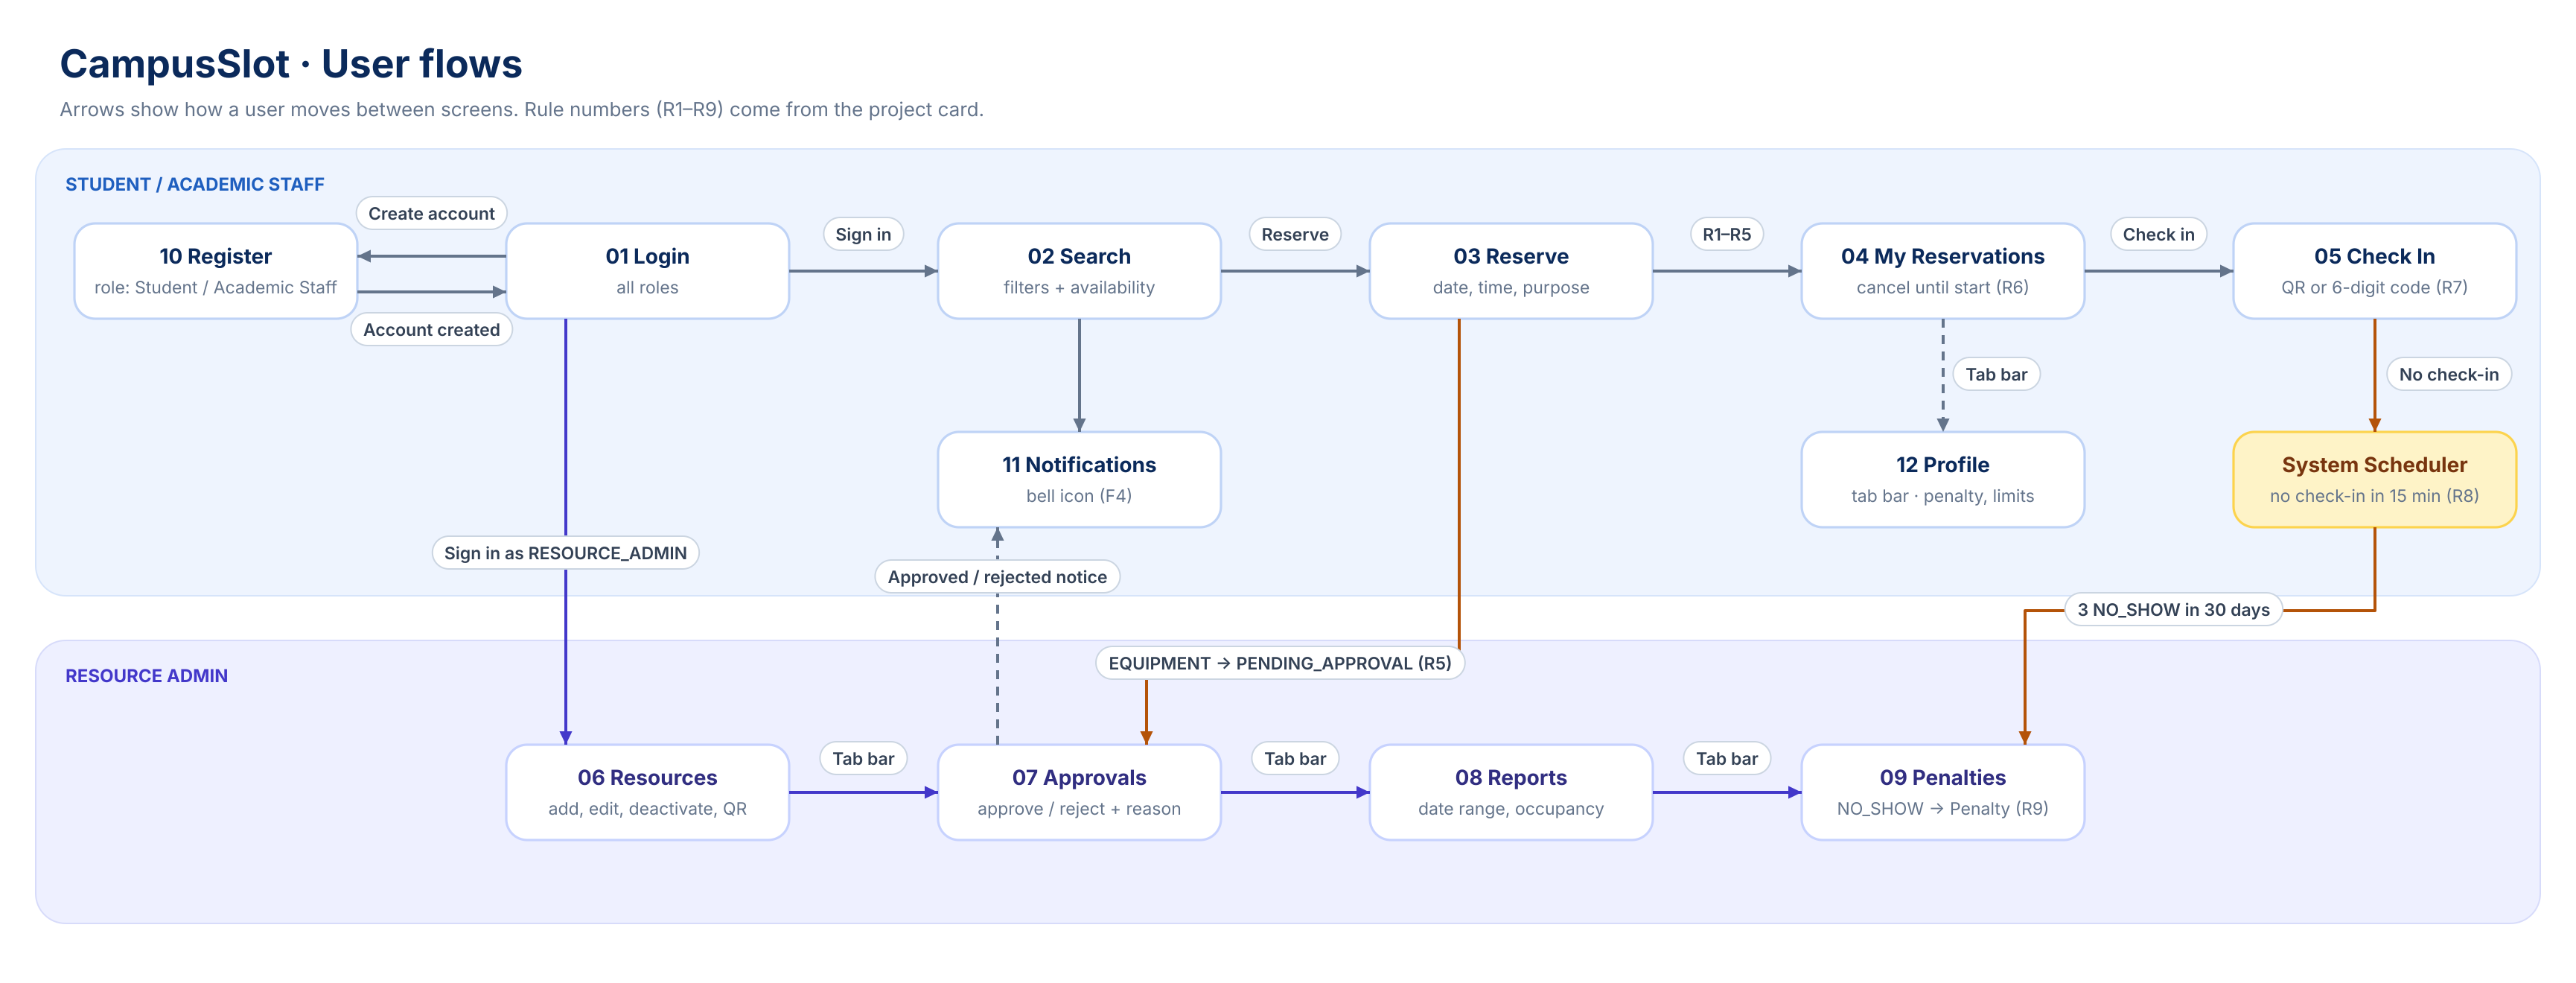 CampusSlot · User flows
Arrows show how a user moves between screens. Rule numbers (R1–R9) come from the project card.
STUDENT / ACADEMIC STAFF
Create account
Sign in
Reserve
R1–R5
Check in
10 Register
role: Student / Academic Staff
01 Login
all roles
02 Search
filters + availability
03 Reserve
date, time, purpose
04 My Reservations
cancel until start (R6)
05 Check In
QR or 6-digit code (R7)
Account created
Tab bar
No check-in
11 Notifications
bell icon (F4)
12 Profile
tab bar · penalty, limits
System Scheduler
no check-in in 15 min (R8)
Sign in as RESOURCE_ADMIN
Approved / rejected notice
3 NO_SHOW in 30 days
EQUIPMENT → PENDING_APPROVAL (R5)
RESOURCE ADMIN
Tab bar
Tab bar
Tab bar
06 Resources
add, edit, deactivate, QR
07 Approvals
approve / reject + reason
08 Reports
date range, occupancy
09 Penalties
NO_SHOW → Penalty (R9)